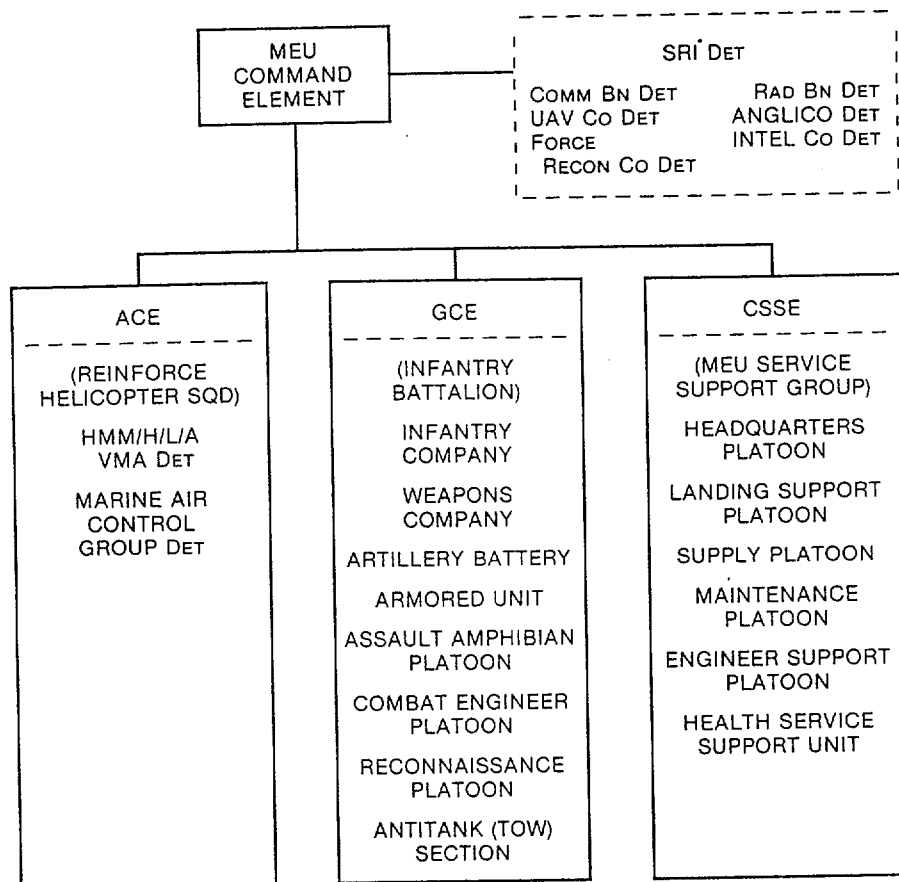 MEU
COMMAND
ELEMENT
SRI DET
COMM BN DET
UAV CO DET
FORCE
RECON CO DET
RAD BN DET
ANGLICO DET
INTEL CO DET
ACE
(REINFORCE
HELICOPTER SQD)
HMM/H/L/A
VMA DET
MARINE AIR
CONTROL
GROUP DET
GCE
(INFANTRY
BATTALION)
INFANTRY
COMPANY
WEAPONS
COMPANY
ARTILLERY BATTERY
ARMORED UNIT
ASSAULT AMPHIBIAN
PLATOON
COMBAT ENGINEER
PLATOON
RECONNAISSANCE
PLATOON
ANTITANK (TOW)
SECTION
CSSE
(MEU SERVICE
SUPPORT GROUP)
HEADQUARTERS
PLATOON
LANDING SUPPORT
PLATOON
SUPPLY PLATOON
MAINTENANCE
PLATOON
ENGINEER SUPPORT
PLATOON
HEALTH SERVICE
SUPPORT UNIT